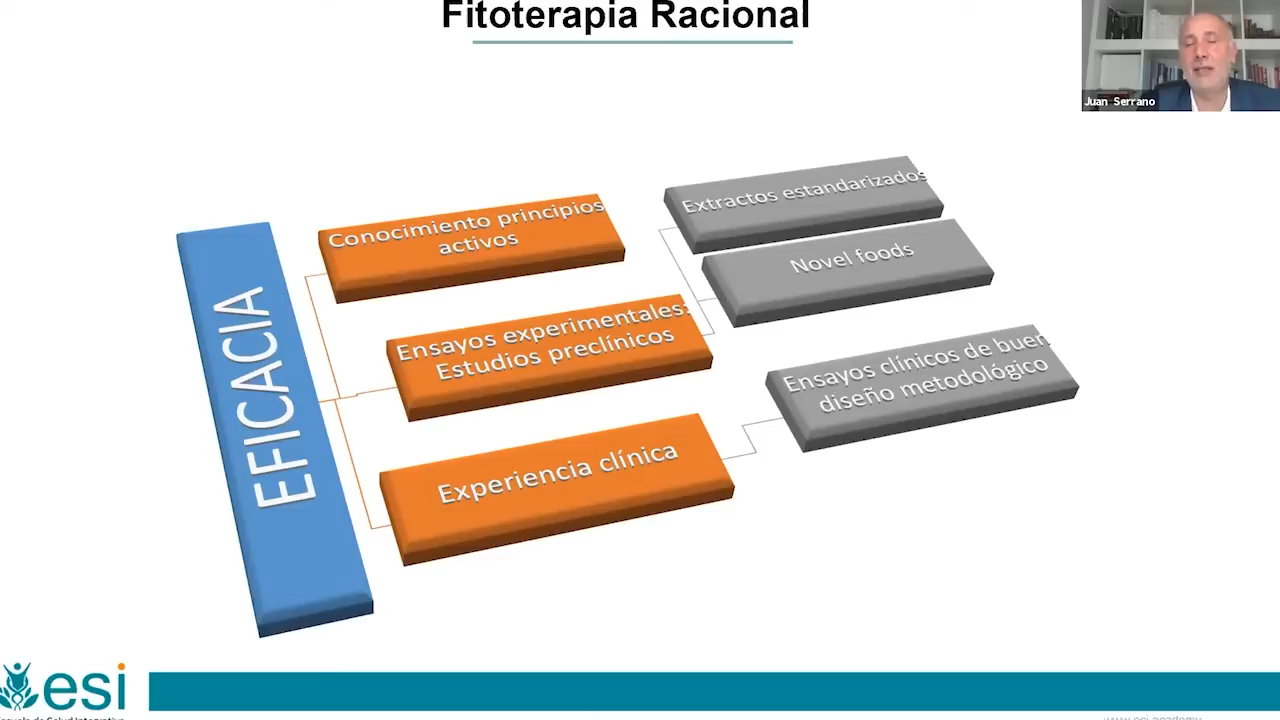 Fitoterapia Racional
Juan Serrano
EFICACIA
Conocimiento principios
activos
Ensayos experimentales:
Estudios preclínicos
Experiencia clínica
Extractos estandarizados
Novel foods
Ensayos clínicos de buen
diseño metodológico
esi